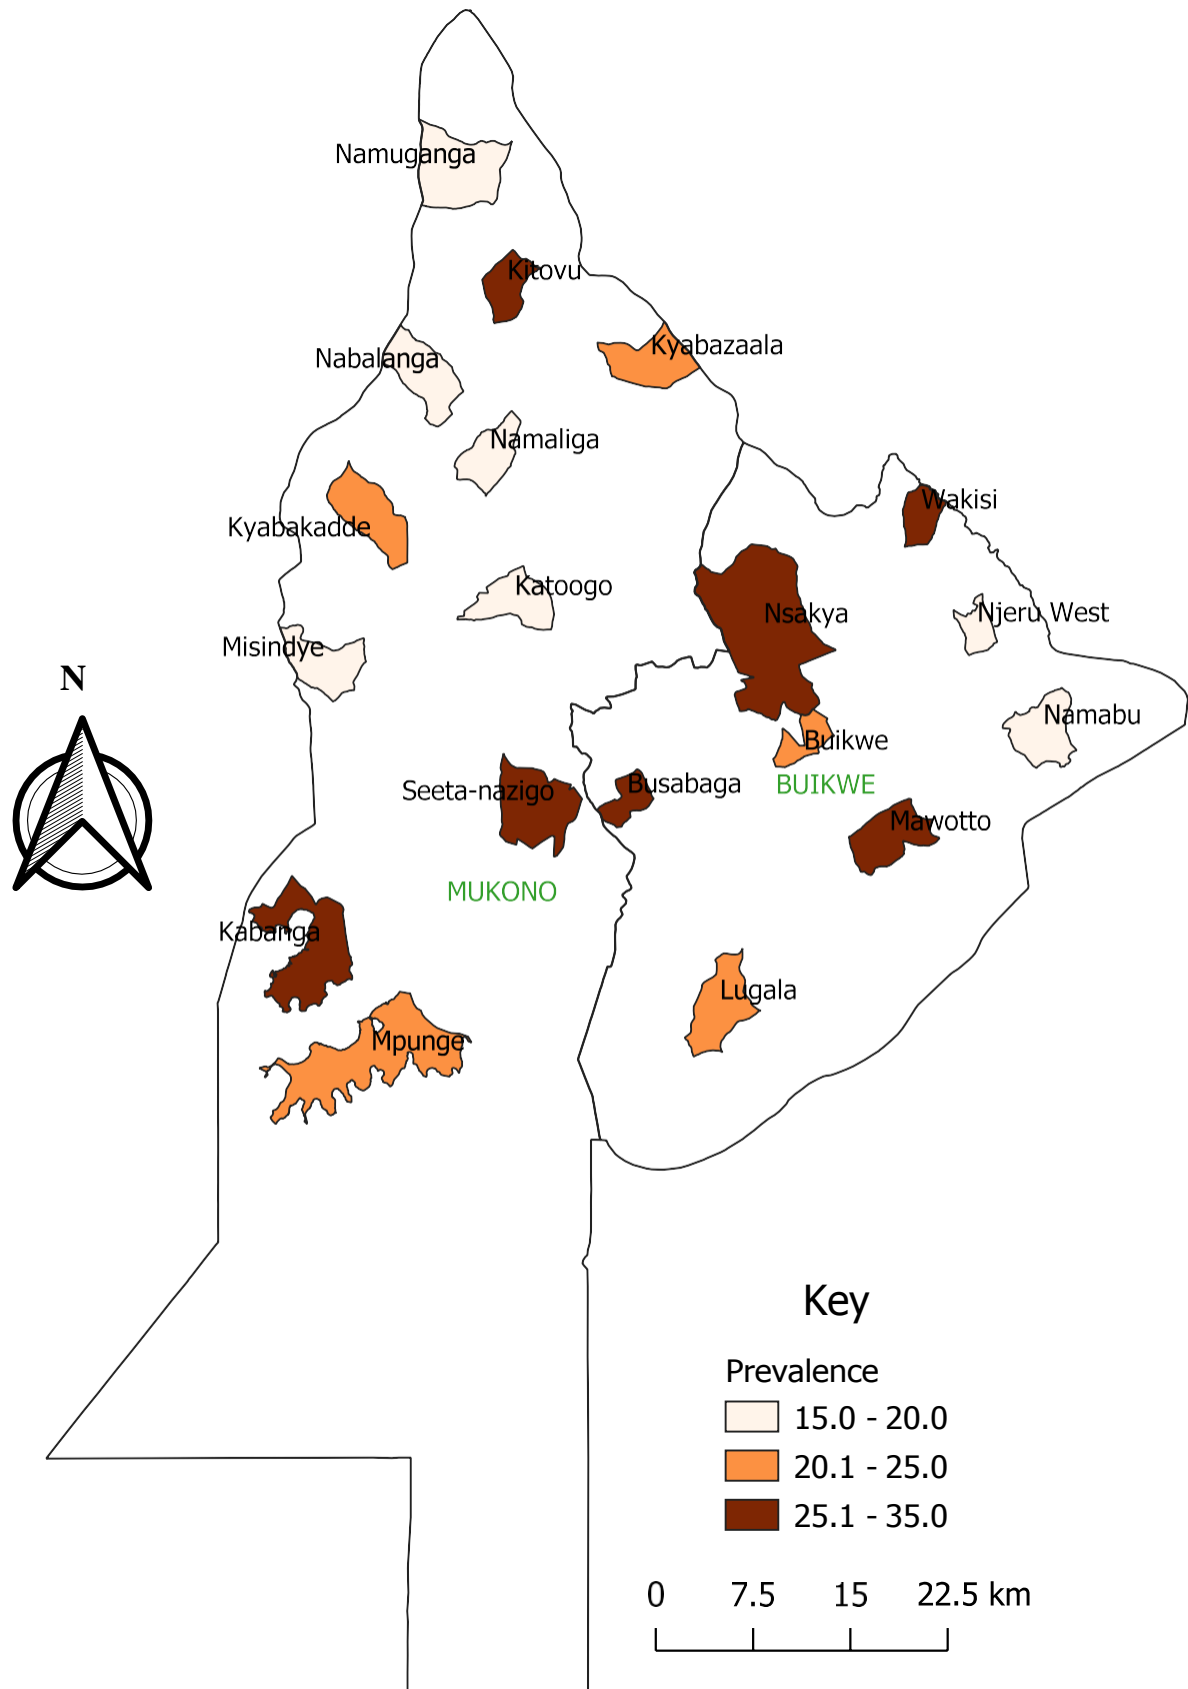 Namuganga
Kitovu
Kyabazaala
Nabalanga
Namaliga
Wakisi
Kyabakadde
Katoogo
Nsakya
Njeru West
Misindye
N
Namabu
Buikwe
BUIKWE
Seeta-nazigo
Busabaga
Mawotto
MUKONO
Kabanga
Lugala
Mpunge
Key
Prevalence
15.0 - 20.0
20.1 - 25.0
25.1 - 35.0
0 7.5 15 22.5 km